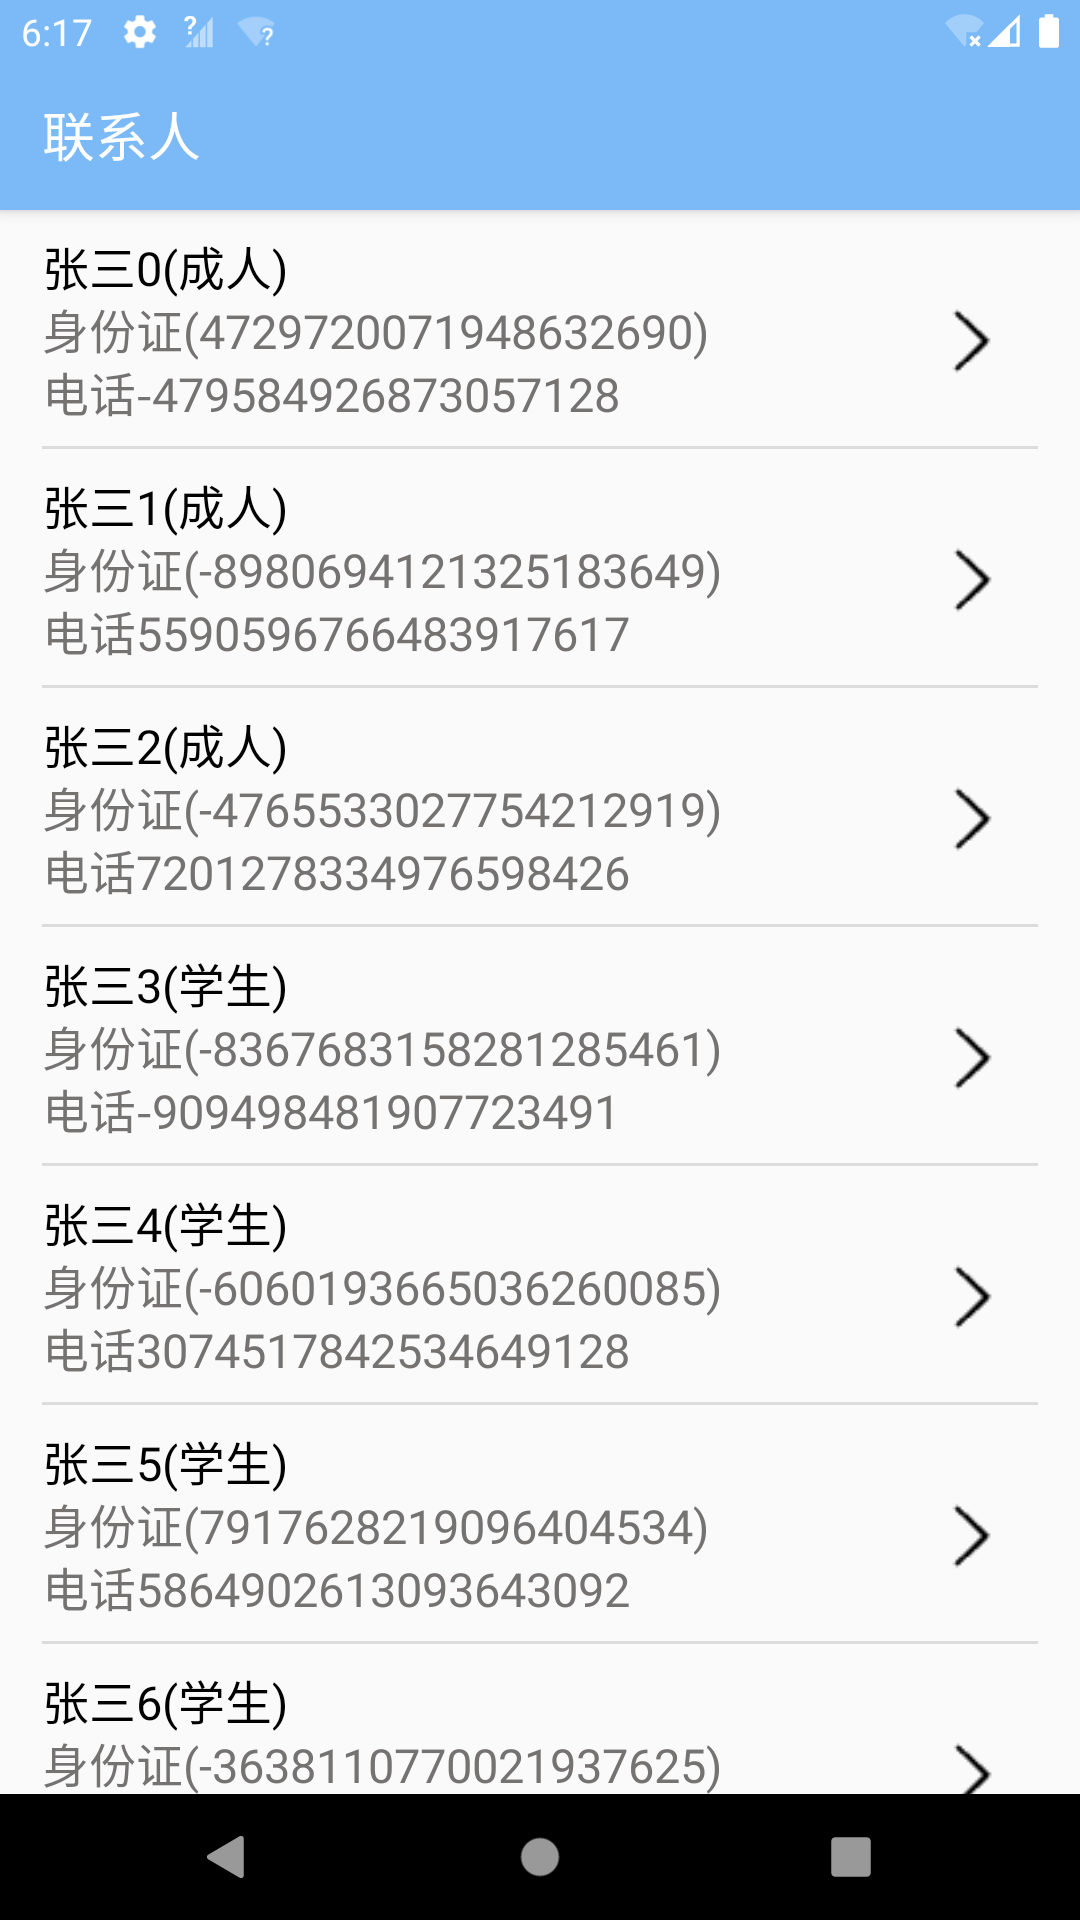 6:17
联系人
张三0(成人)
身份证(4729720071948632690)
电话-479584926873057128
张三1(成人)
身份证(-8980694121325183649)
电话5590596766483917617
张三2(成人)
身份证(-4765533027754212919)
电话7201278334976598426
张三3(学生)
身份证(-8367683158281285461)
电话-909498481907723491
张三4(学生)
身份证(-6060193665036260085)
电话3074517842534649128
张三5(学生)
身份证(7917628219096404534)
电话5864902613093643092
张三6(学生)
身份证(-3638110770021937625)